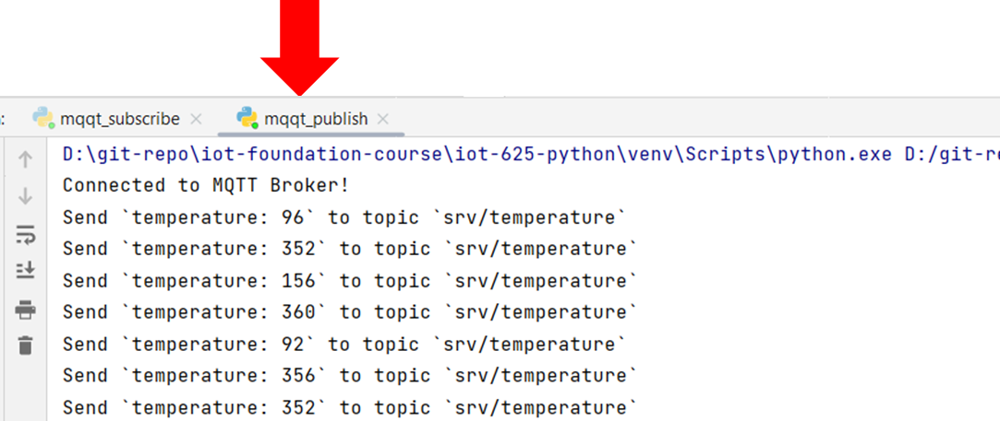 : mqqt_subscribe × mqqt_publish ×
D:\git-repo\iot-foundation-course\iot-625-python\venv\Scripts\python.exe D:/git-re
Connected to MQTT Broker!
Send `temperature: 96` to topic `srv/temperature`
Send `temperature: 352` to topic `srv/temperature`
Send `temperature: 156` to topic `srv/temperature`
Send `temperature: 360` to topic `srv/temperature`
Send `temperature: 92` to topic `srv/temperature`
Send `temperature: 356` to topic `srv/temperature`
Send `temperature: 352` to topic `srv/temperature`